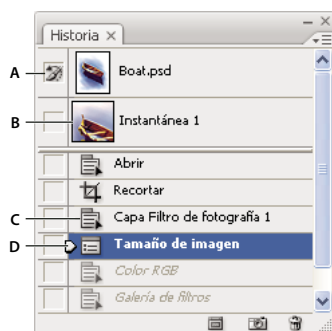 Historia
A Boat.psd
B Instantánea 1
Abrir
Recortar
C Capa Filtro de fotografía 1
D Tamaño de imagen
Color RGB
Galería de filtros